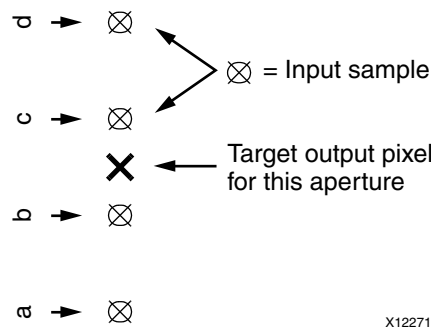 d
= Input sample
c
Target output pixel
for this aperture
b
a
X12271